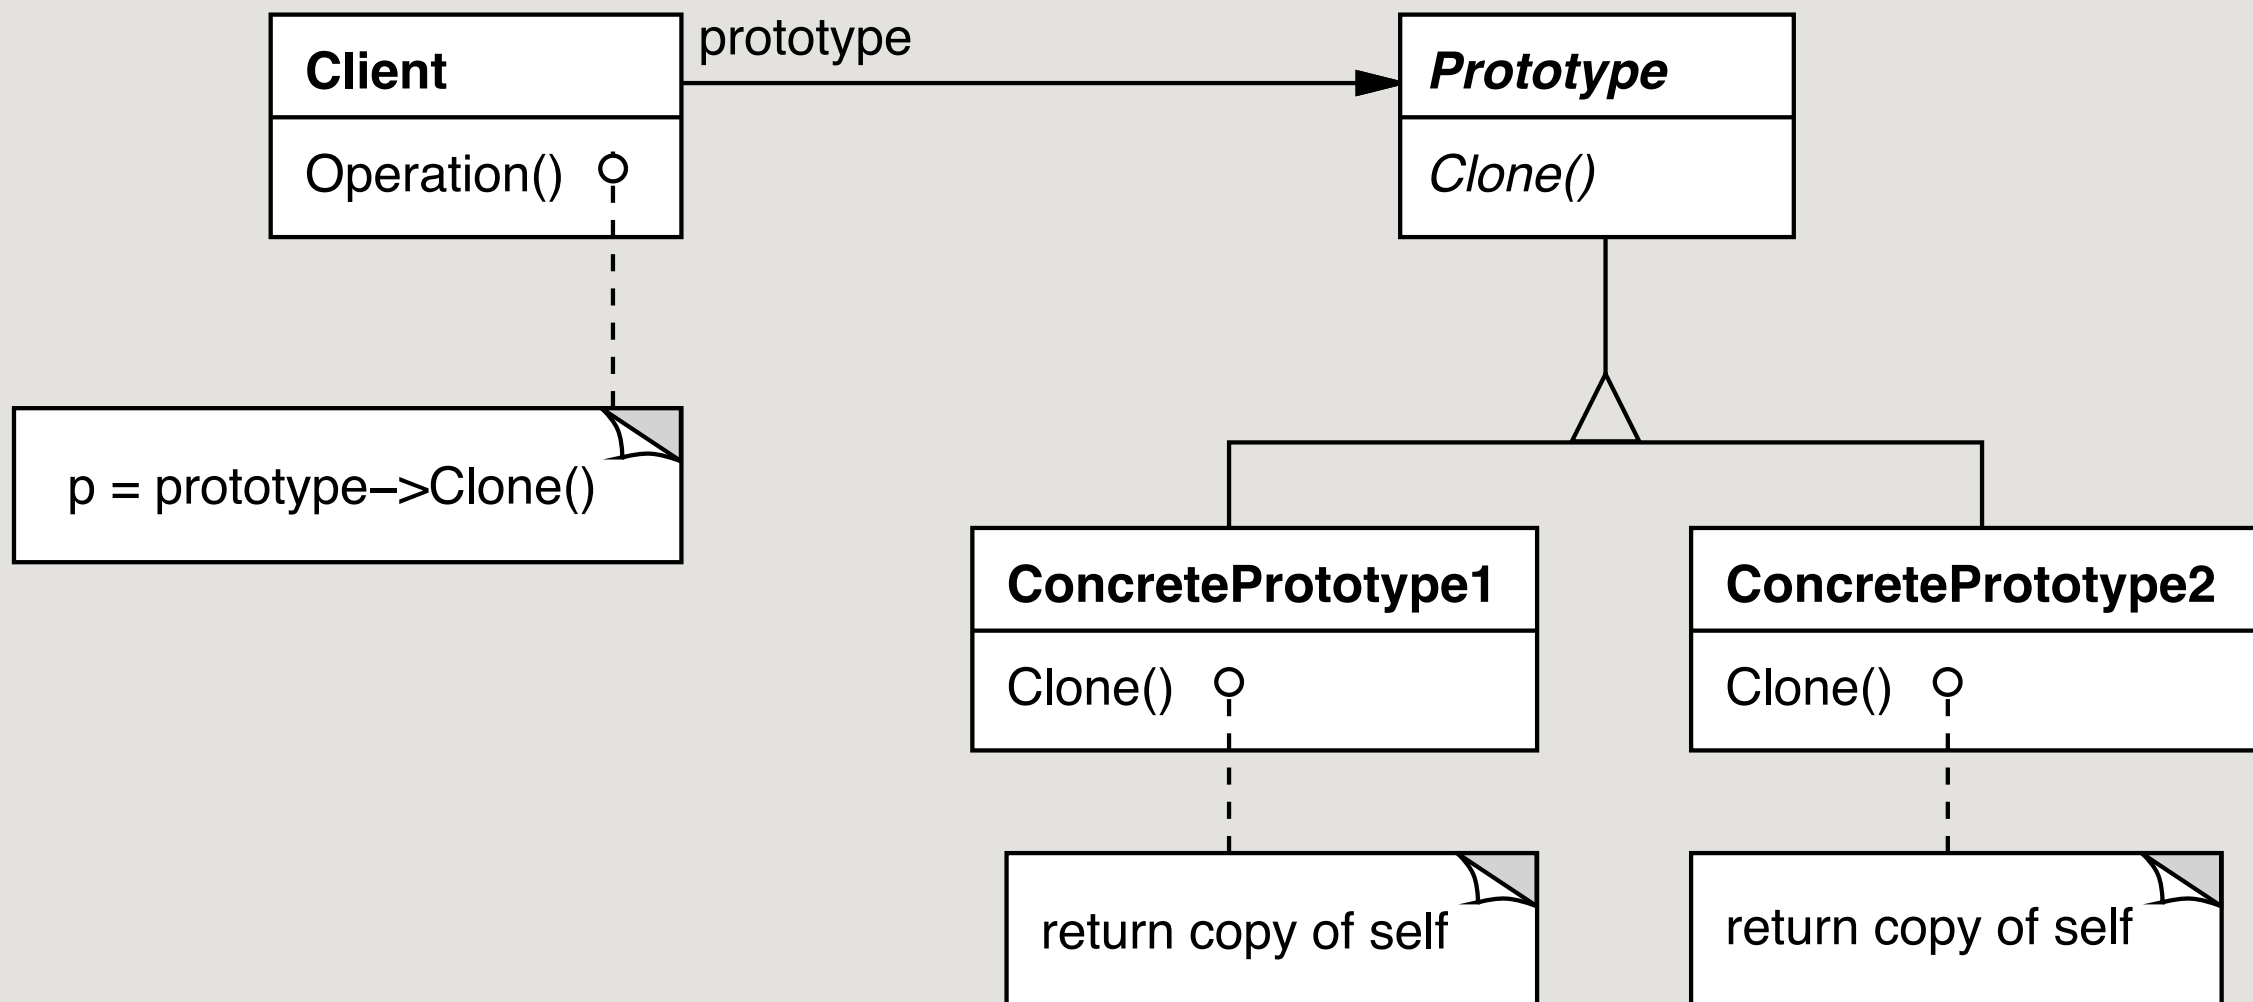 prototype
Client
Prototype
Operation()
Clone()
p = prototype–>Clone()
ConcretePrototype1
ConcretePrototype2
Clone()
Clone()
return copy of self
return copy of self